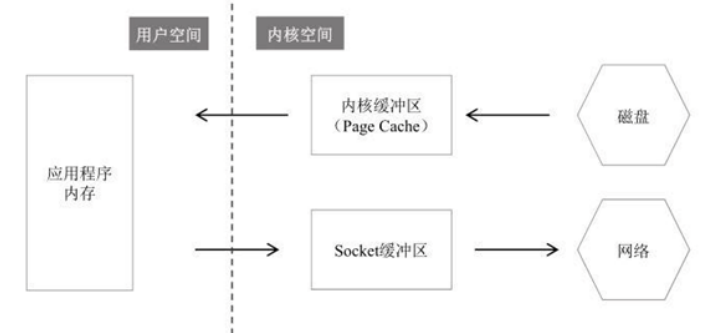 用户空间
内核空间
内核缓冲区
（Page Cache）
磁盘
应用程序
内存
Socket缓冲区
网络